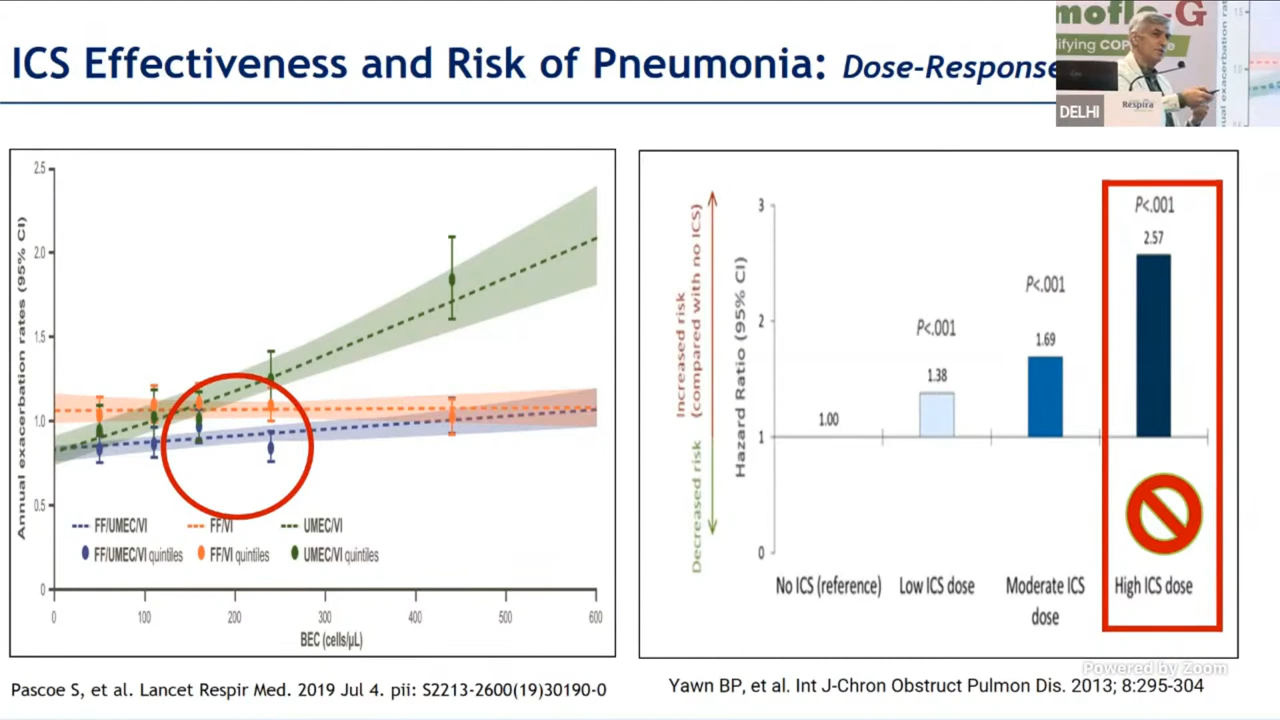 ICS Effectiveness and Risk of Pneumonia: Dose-Response
mofl -G
ifying COP
DELHI
Respira
Annual exacerbation rates (95% CI)
2.5
2.0
1.5
1.0
0.5
0
0
100
200
300
400
500
600
BEC (cells/µL)
FF/UMEC/VI
FF/VI
UMEC/VI
FF/UMEC/VI quintiles
FF/VI quintiles
UMEC/VI quintiles
Pascoe S, et al. Lancet Respir Med. 2019 Jul 4. pii: S2213-2600(19)30190-0
Increased risk
(compared with no ICS)
Decreased risk
Hazard Ratio (95% CI)
3
2
1
0
1.00
P<.001
1.38
P<.001
1.69
P<.001
2.57
No ICS (reference)
Low ICS dose
Moderate ICS
dose
High ICS dose
Powered by Zoom
Yawn BP, et al. Int J-Chron Obstruct Pulmon Dis. 2013; 8:295-304